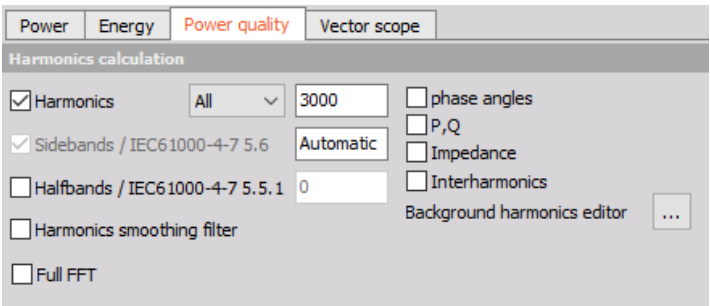 Power Energy Power quality Vector scope
Harmonics calculation
Harmonics All 3000
Sidebands / IEC61000-4-7 5.6 Automatic
Halfbands / IEC61000-4-7 5.5.1 0
Harmonics smoothing filter
Full FFT
phase angles
P,Q
Impedance
Interharmonics
Background harmonics editor ...